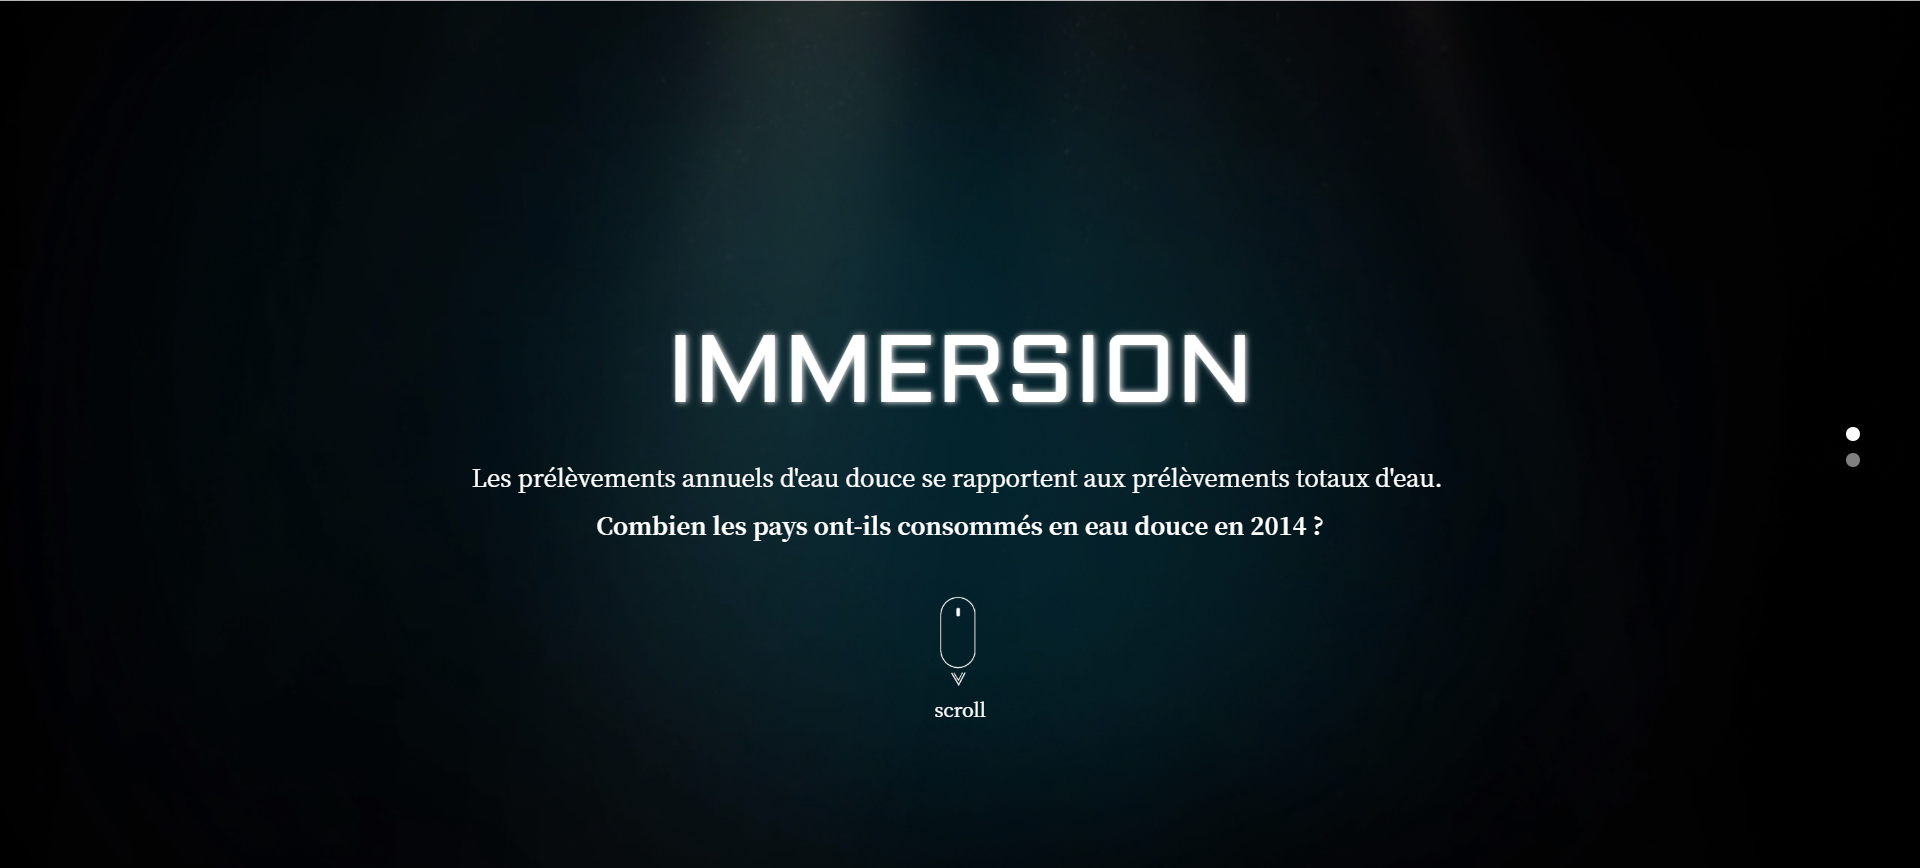 IMMERSION
Les prélèvements annuels d'eau douce se rapportent aux prélèvements totaux d'eau.
Combien les pays ont-ils consommés en eau douce en 2014 ?
scroll